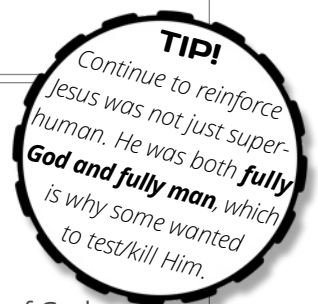 TIP!
Continue to reinforce
Jesus was not just super-
human. He was both fully
God and fully man, which
is why some wanted
to test/kill Him.